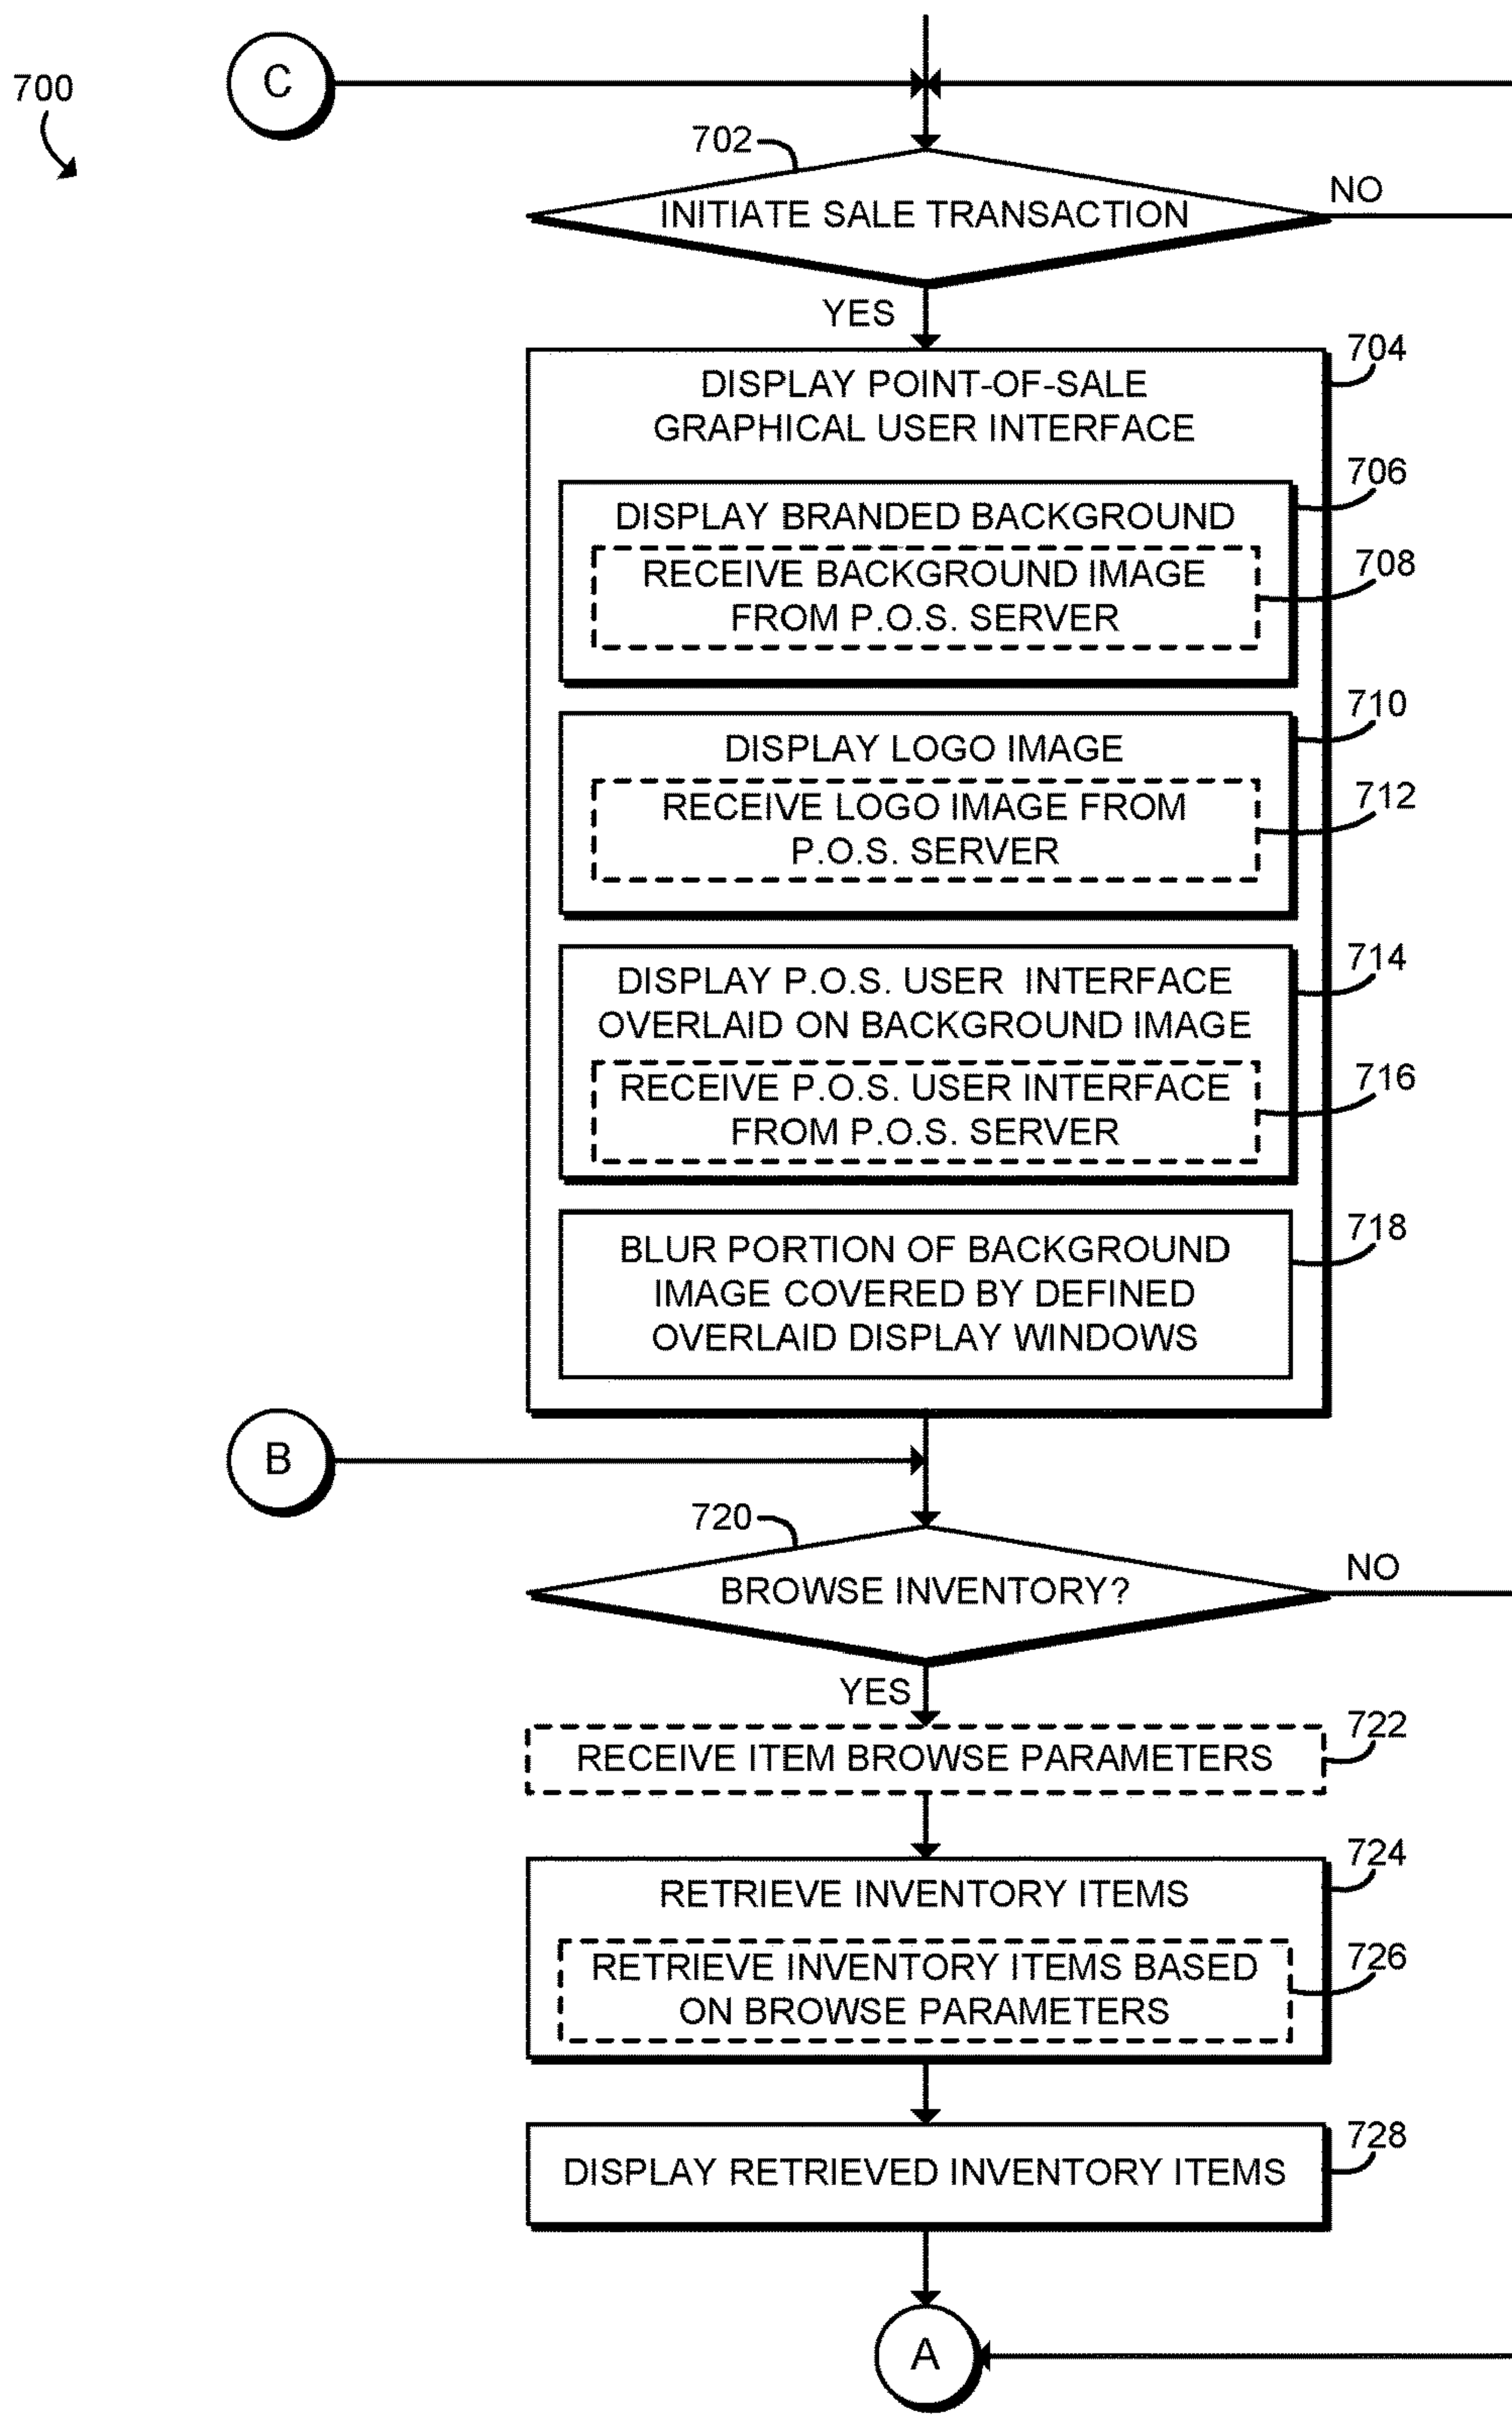 C
700
702
INITIATE SALE TRANSACTION
NO
YES
704
DISPLAY POINT-OF-SALE
GRAPHICAL USER INTERFACE
706
DISPLAY BRANDED BACKGROUND
RECEIVE BACKGROUND IMAGE
FROM P.O.S. SERVER
708
710
DISPLAY LOGO IMAGE
RECEIVE LOGO IMAGE FROM
P.O.S. SERVER
712
714
DISPLAY P.O.S. USER INTERFACE
OVERLAID ON BACKGROUND IMAGE
RECEIVE P.O.S. USER INTERFACE
FROM P.O.S. SERVER
716
718
BLUR PORTION OF BACKGROUND
IMAGE COVERED BY DEFINED
OVERLAID DISPLAY WINDOWS
B
720
BROWSE INVENTORY?
NO
YES
722
RECEIVE ITEM BROWSE PARAMETERS
724
RETRIEVE INVENTORY ITEMS
RETRIEVE INVENTORY ITEMS BASED
ON BROWSE PARAMETERS
726
728
DISPLAY RETRIEVED INVENTORY ITEMS
A